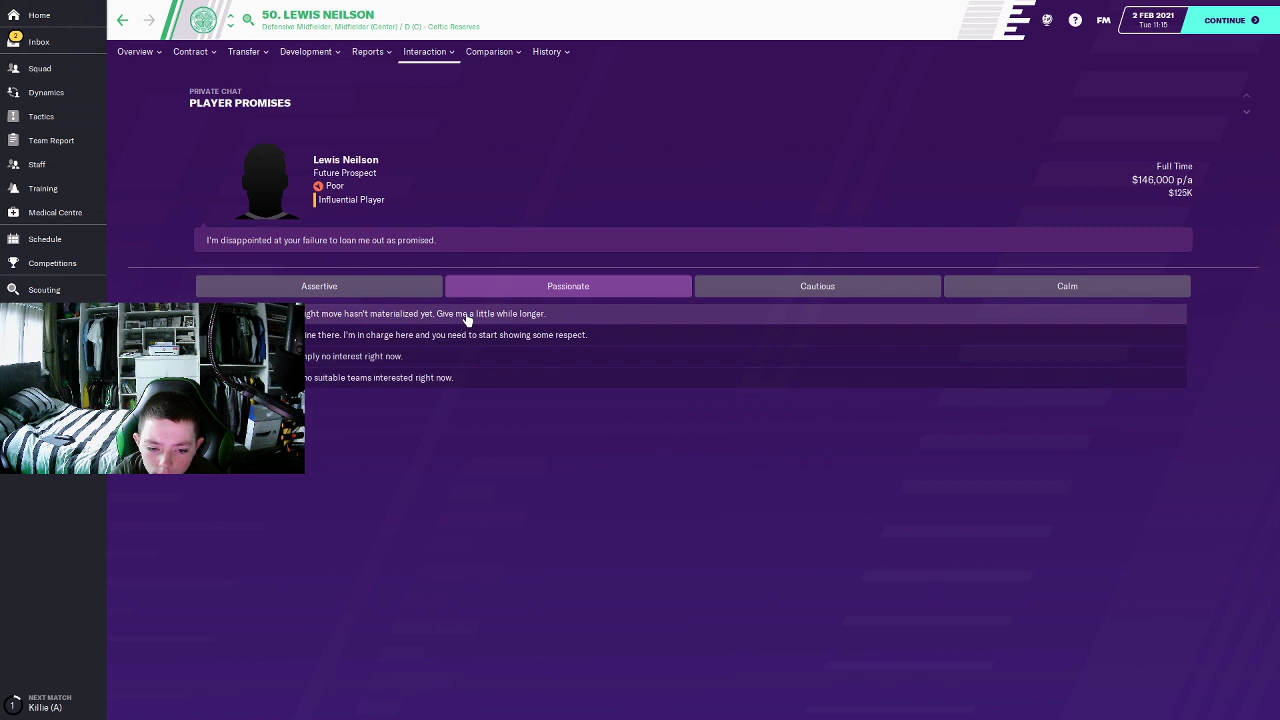 50. LEWIS NEILSON
Defensive Midfielder, Midfielder (Center) / D (C) - Celtic Reserves
? FM
2 FEB 2021
Tue 11:15
CONTINUE
2
Inbox
Squad
Dynamics
Tactics
Team Report
Staff
Training
Medical Centre
Schedule
Competitions
Scouting
Overview Contract Transfer Development Reports Interaction Comparison History
PRIVATE CHAT
PLAYER PROMISES
Lewis Neilson
Future Prospect
Poor
Influential Player
Full Time
$146,000 p/a
$125K
I'm disappointed at your failure to loan me out as promised.
Assertive Passionate Cautious Calm
move hasn't materialized yet. Give me a little while longer.
there. I'm in charge here and you need to start showing some respect.
no interest right now.
no suitable teams interested right now.
1
NEXT MATCH
Killie (A)